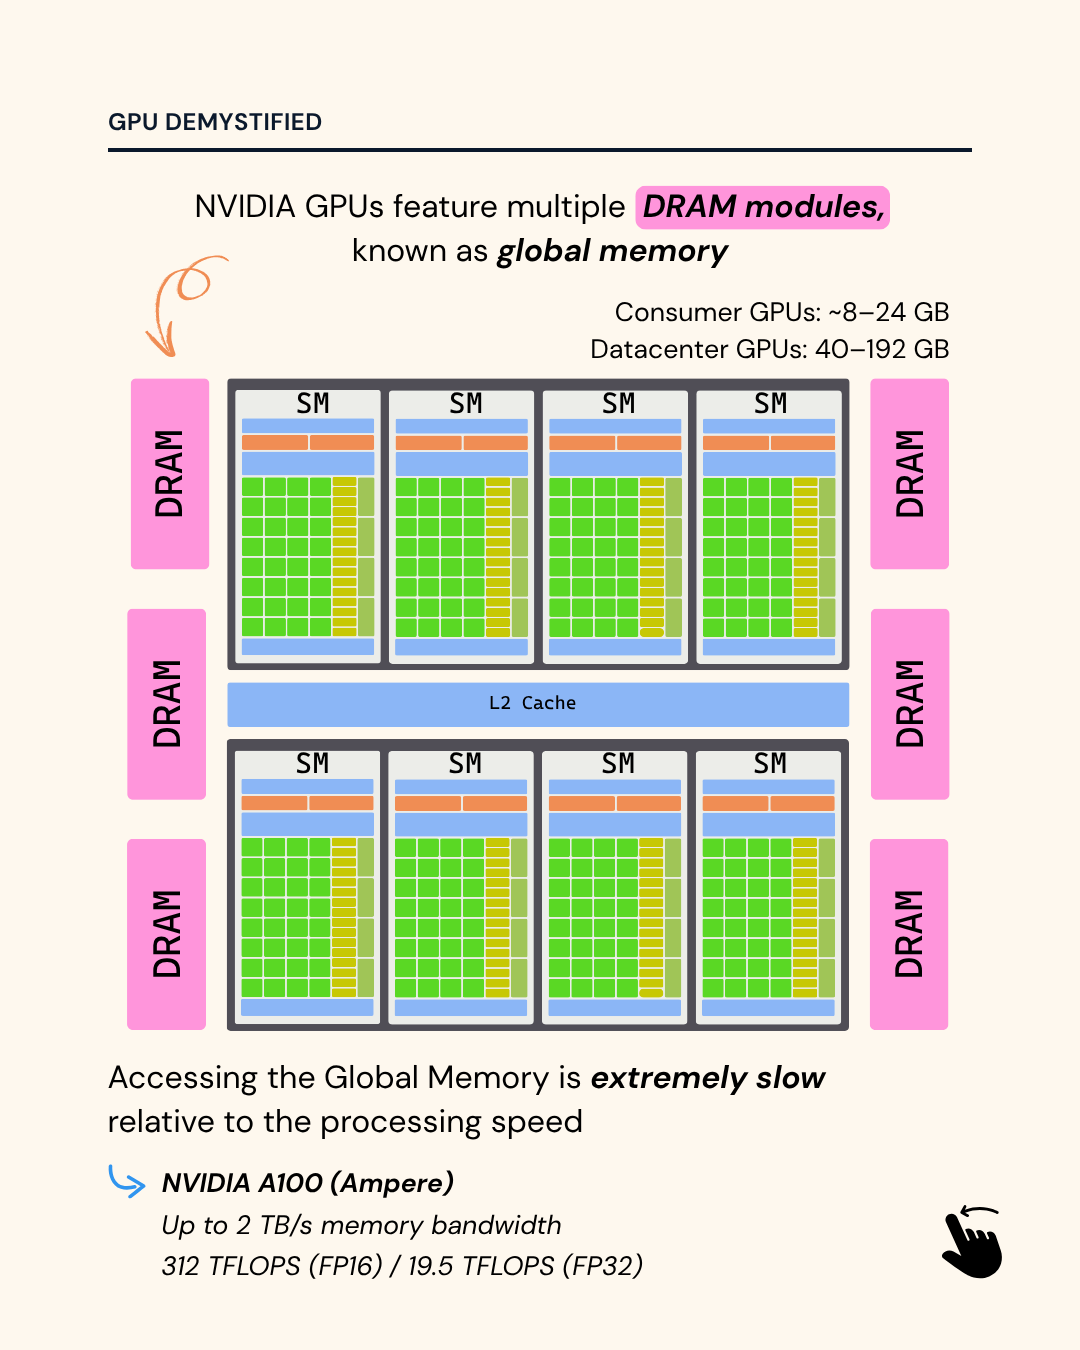 GPU DEMYSTIFIED
NVIDIA GPUs feature multiple DRAM modules,
known as global memory
Consumer GPUs: ~8–24 GB
Datacenter GPUs: 40–192 GB
DRAM
SM
SM
SM
SM
DRAM
DRAM
L2 Cache
DRAM
DRAM
SM
SM
SM
SM
DRAM
Accessing the Global Memory is extremely slow
relative to the processing speed
NVIDIA A100 (Ampere)
Up to 2 TB/s memory bandwidth
312 TFLOPS (FP16) / 19.5 TFLOPS (FP32)